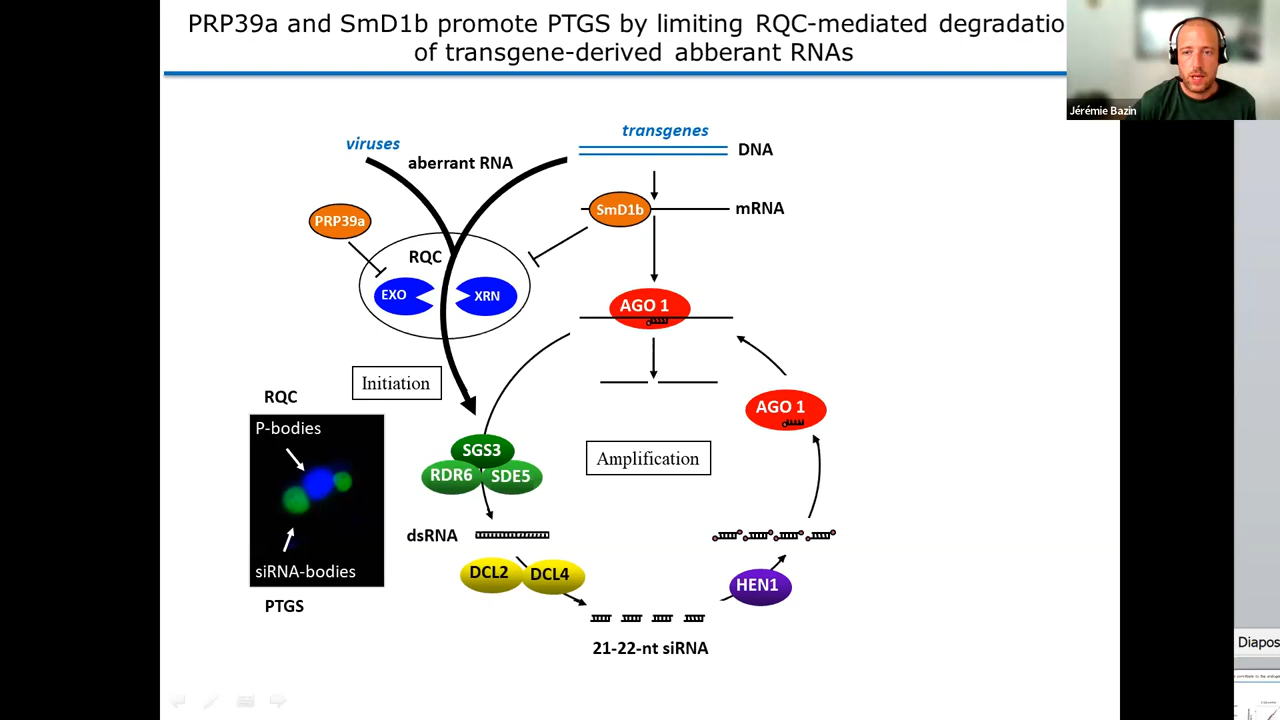 PRP39a and SmD1b promote PTGS by limiting RQC-mediated degradatio
of transgene-derived abberant RNAs
Jérémie Bazin
viruses
aberrant RNA
transgenes
DNA
PRP39a
SmD1b
mRNA
RQC
EXO
XRN
AGO 1
Initiation
RQC
P-bodies
siRNA-bodies
PTGS
AGO 1
SGS3
RDR6
SDE5
Amplification
dsRNA
DCL2
DCL4
HEN1
21-22-nt siRNA
Diapos